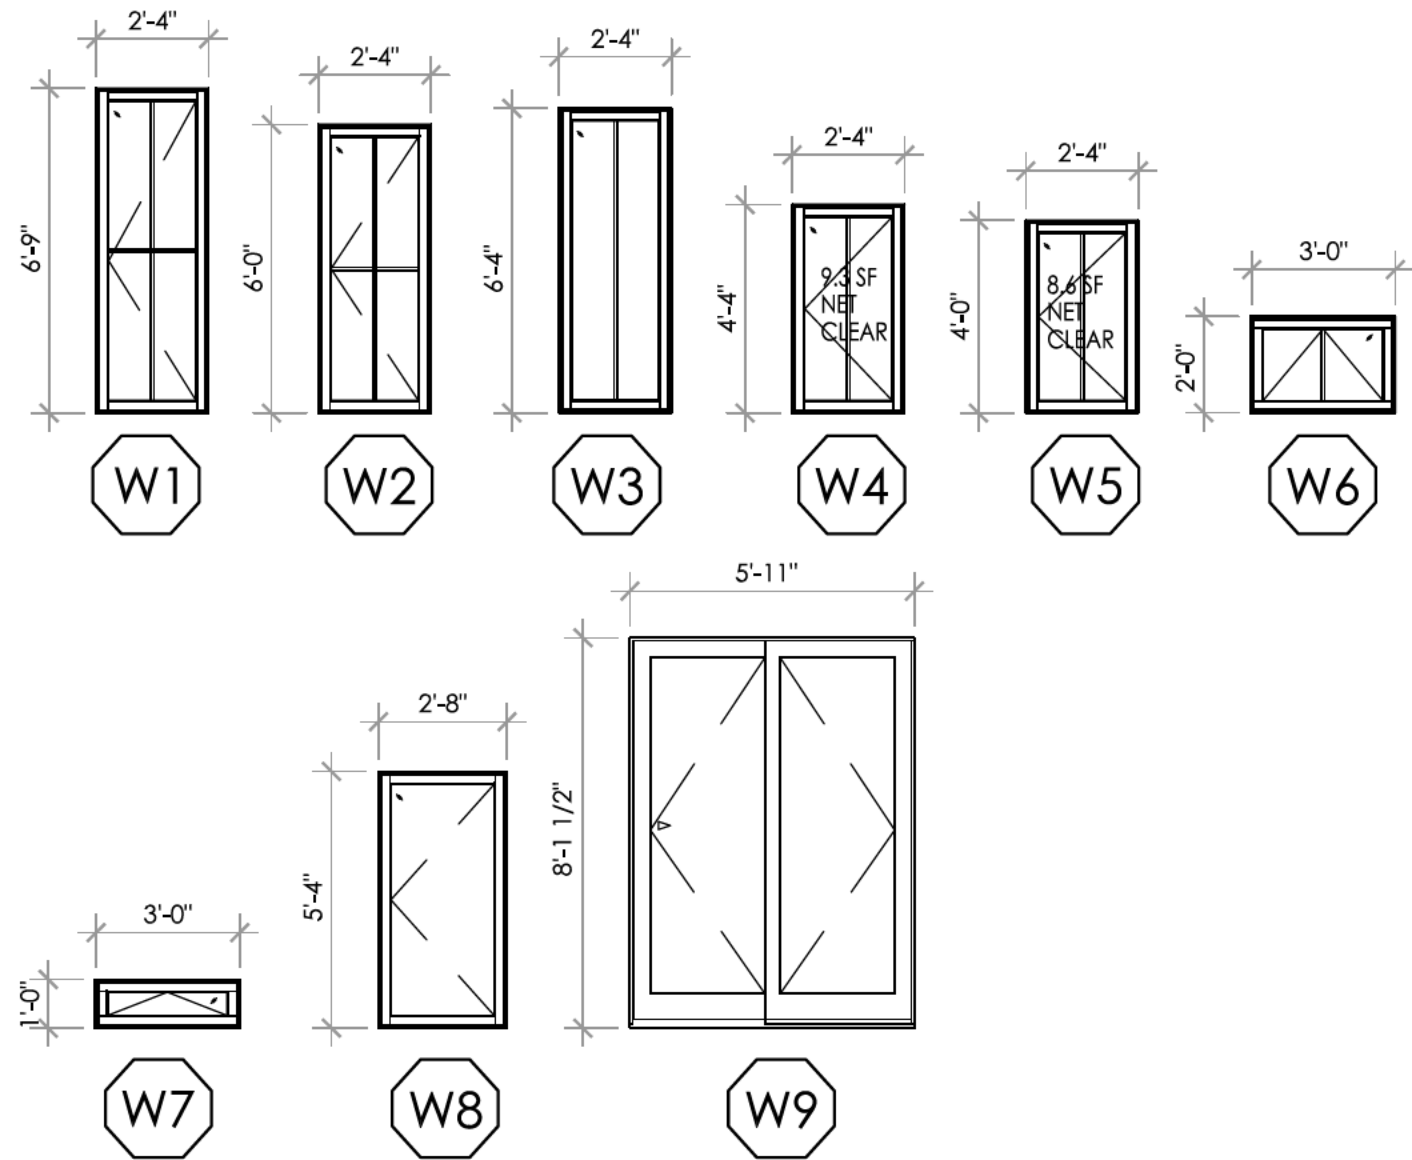 2'-4"
6'-9"
W1
2'-4"
6'-0"
W2
2'-4"
6'-4"
W3
2'-4"
4'-4"
9.3 SF
NET
CLEAR
W4
2'-4"
4'-0"
8.6 SF
NET
CLEAR
W5
3'-0"
2'-0"
W6
3'-0"
1'-0"
W7
2'-8"
5'-4"
W8
5'-11"
8'-1 1/2"
W9